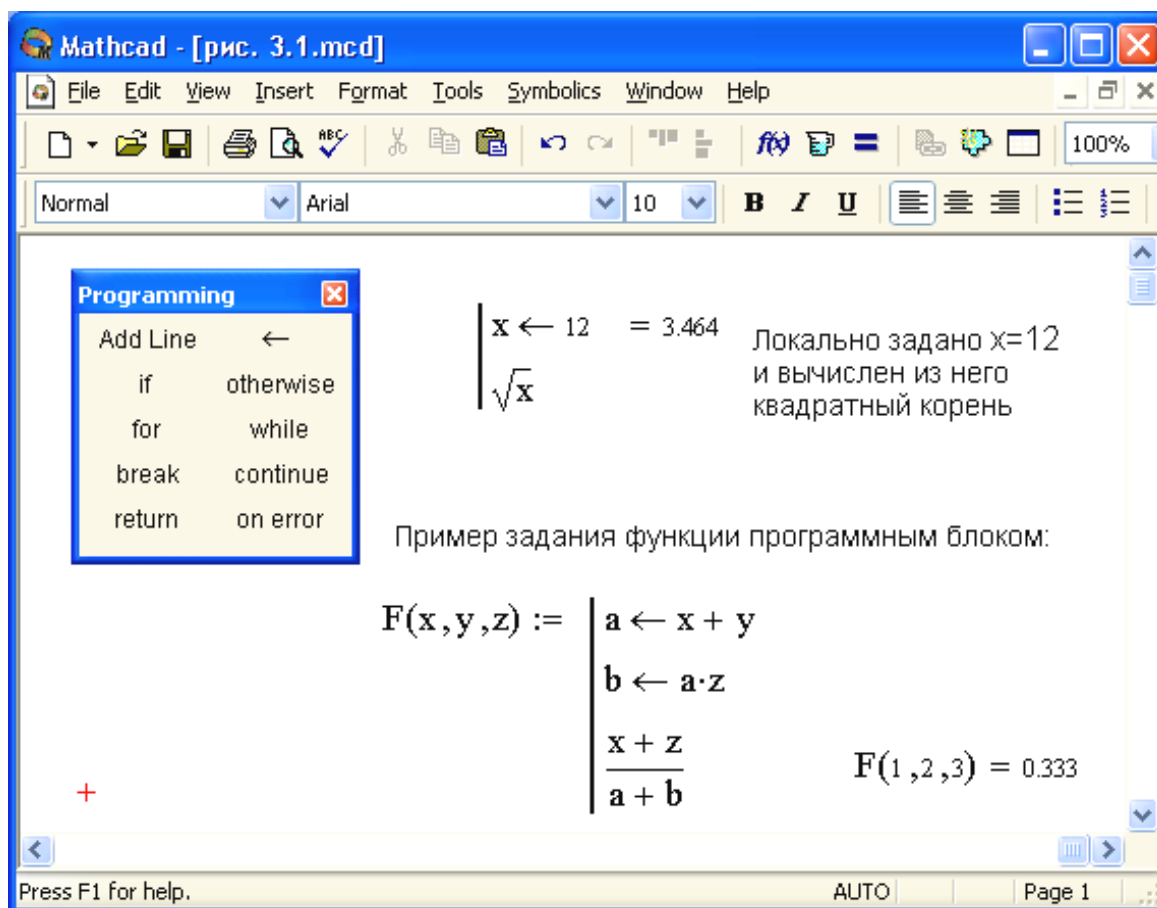 Mathcad - [рис. 3.1.mcd]
File Edit View Insert Format Tools Symbolics Window Help
ABC f(x) = 100%
Normal Arial 10 B I U
Programming
Add Line ←
if otherwise
for while
break continue
return on error
x ← 12 = 3.464
√x
Локально задано x=12
и вычислен из него
квадратный корень
Пример задания функции программным блоком:
F(x,y,z) := a ← x + y
b ← a·z
x + z
a + b
F(1,2,3) = 0.333
Press F1 for help. AUTO Page 1